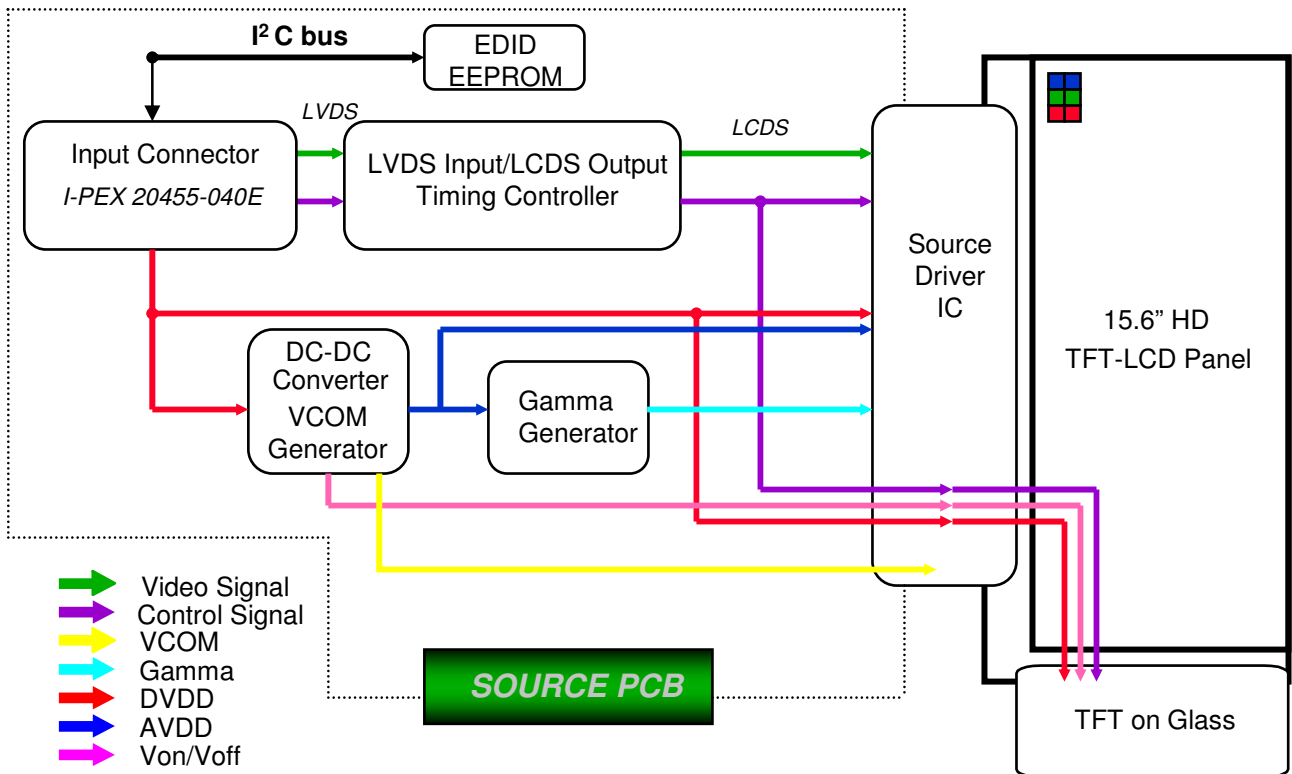 I² C bus
EDID
EEPROM
LVDS
LCDS
Input Connector
I-PEX 20455-040E
LVDS Input/LCDS Output
Timing Controller
Source
Driver
IC
15.6” HD
TFT-LCD Panel
DC-DC
Converter
VCOM
Generator
Gamma
Generator
Video Signal
Control Signal
VCOM
Gamma
DVDD
AVDD
Von/Voff
SOURCE PCB
TFT on Glass